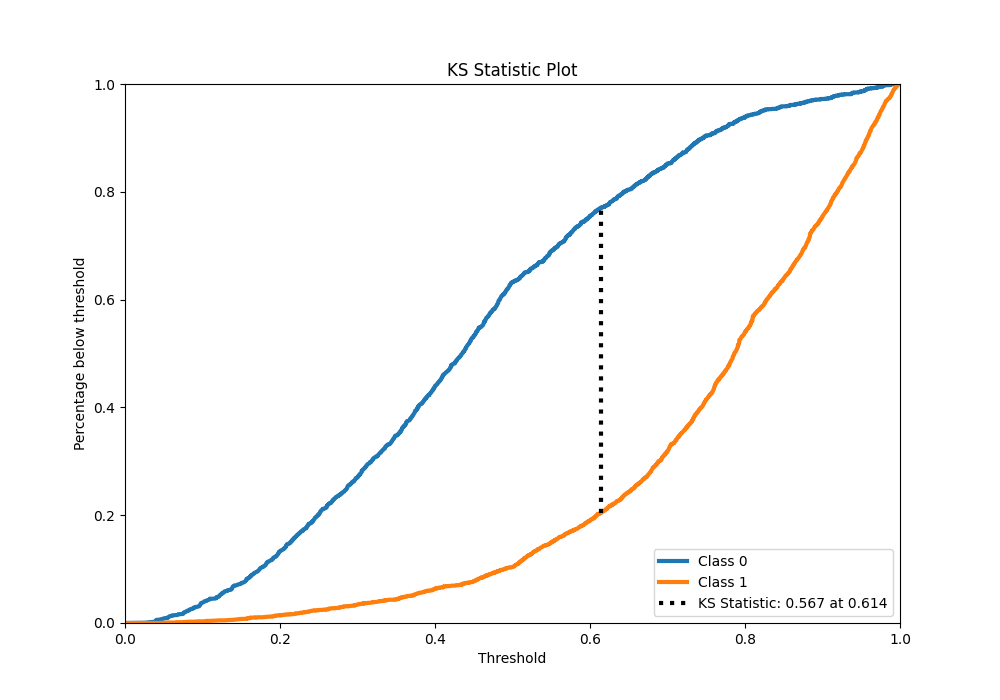 KS Statistic Plot
1.0
0.8
0.6
0.4
0.2
0.0
Percentage below threshold
Class 0
Class 1
KS Statistic: 0.567 at 0.614
0.0 0.2 0.4 0.6 0.8 1.0
Threshold